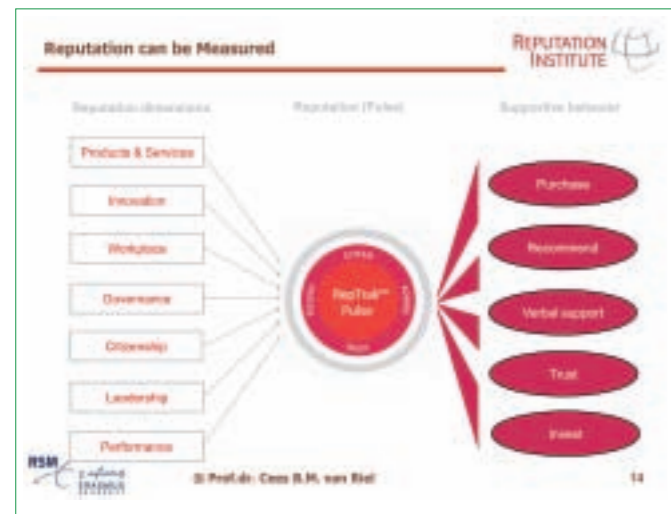 Reputation can be Measured
REPUTATION
INSTITUTE
Reputation dimensions
Reputation (Pulse)
Supportive behavior
Products & Services
Innovation
Workplace
Governance
Citizenship
Leadership
Performance
RepTrak™
Pulse
Purchase
Recommend
Verbal support
Trust
Invest
RSM
ERASMUS
© Prof.dr. Cees B.M. van Riel
14